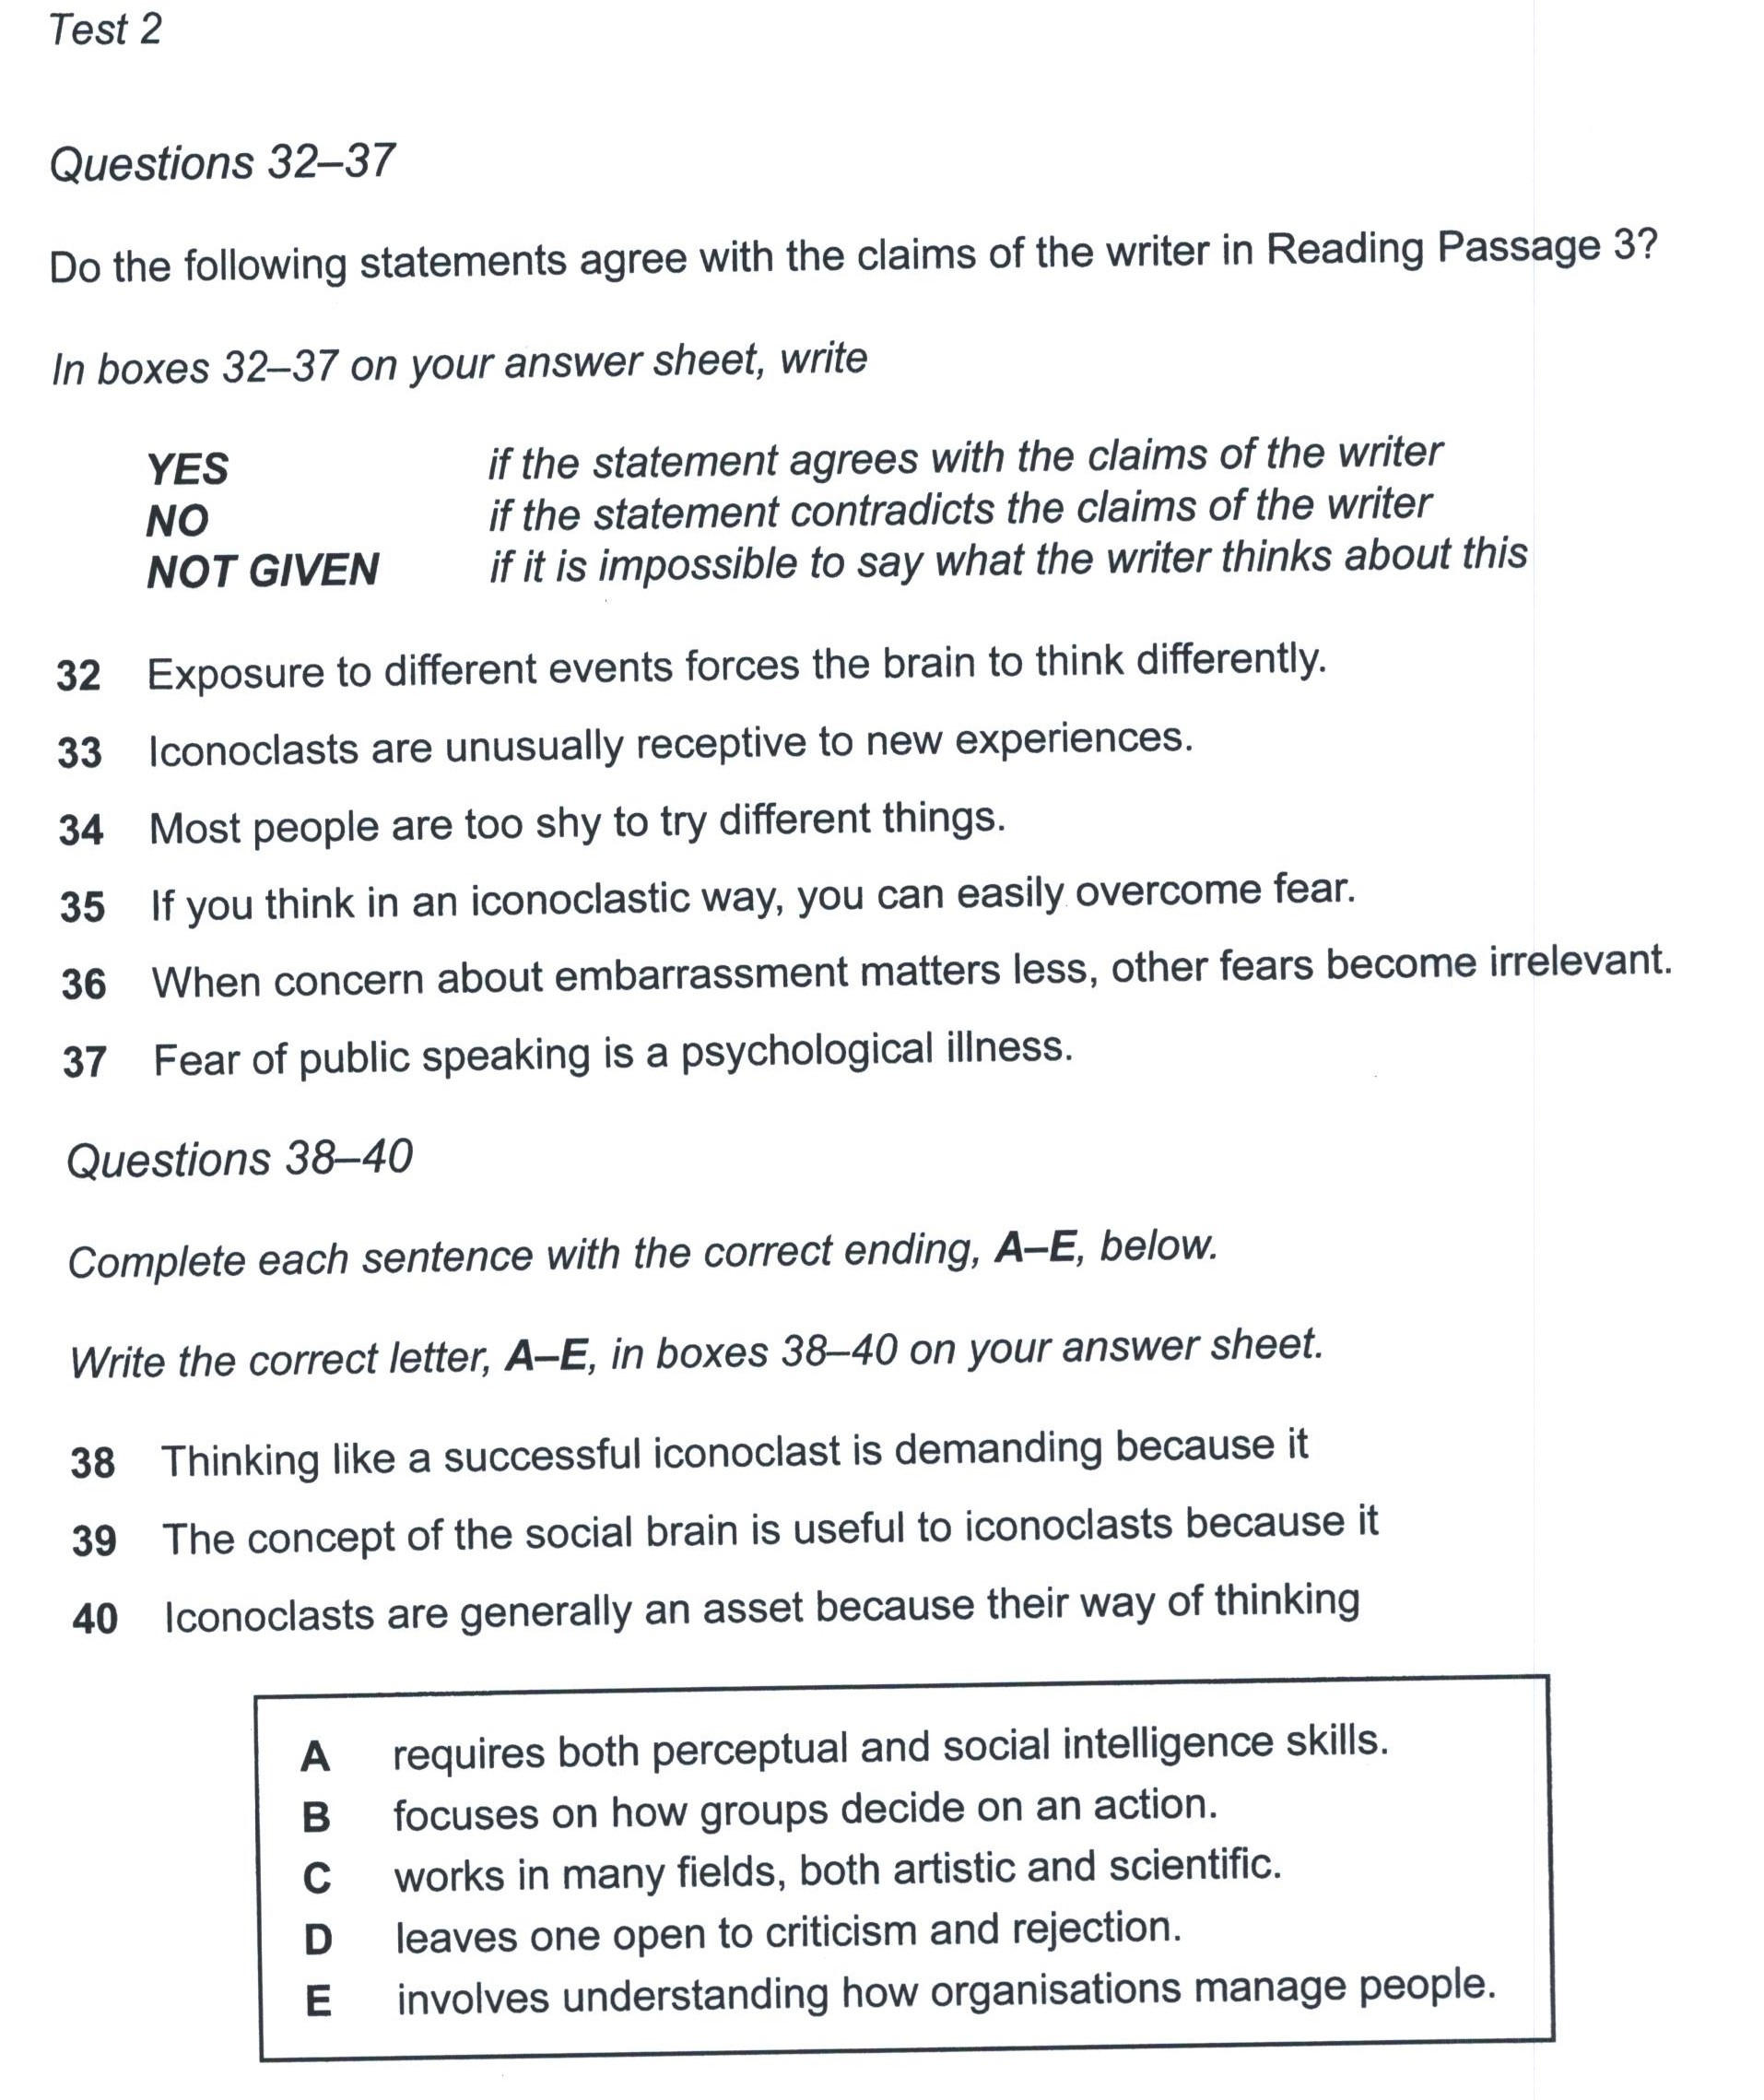 Test 2
Questions 32–37
Do the following statements agree with the claims of the writer in Reading Passage 3?
In boxes 32–37 on your answer sheet, write
YES if the statement agrees with the claims of the writer
NO if the statement contradicts the claims of the writer
NOT GIVEN if it is impossible to say what the writer thinks about this
32 Exposure to different events forces the brain to think differently.
33 Iconoclasts are unusually receptive to new experiences.
34 Most people are too shy to try different things.
35 If you think in an iconoclastic way, you can easily overcome fear.
36 When concern about embarrassment matters less, other fears become irrelevant.
37 Fear of public speaking is a psychological illness.
Questions 38–40
Complete each sentence with the correct ending, A–E, below.
Write the correct letter, A–E, in boxes 38–40 on your answer sheet.
38 Thinking like a successful iconoclast is demanding because it
39 The concept of the social brain is useful to iconoclasts because it
40 Iconoclasts are generally an asset because their way of thinking
A requires both perceptual and social intelligence skills.
B focuses on how groups decide on an action.
C works in many fields, both artistic and scientific.
D leaves one open to criticism and rejection.
E involves understanding how organisations manage people.